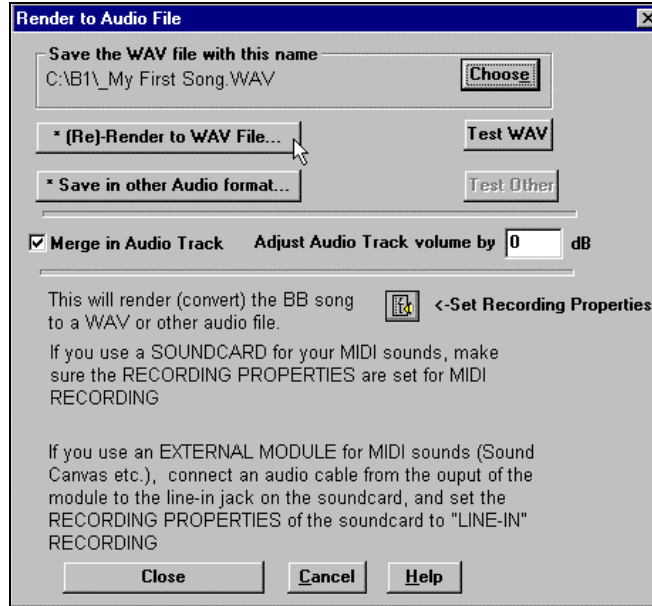 Render to Audio File
Save the WAV file with this name
C:\B1\_My First Song.WAV
Choose
* (Re)-Render to WAV File...
Test WAV
* Save in other Audio format...
Test Other
Merge in Audio Track
Adjust Audio Track volume by 0 dB
This will render (convert) the BB song
to a WAV or other audio file.
<-Set Recording Properties
If you use a SOUNDCARD for your MIDI sounds, make
sure the RECORDING PROPERTIES are set for MIDI
RECORDING
If you use an EXTERNAL MODULE for MIDI sounds (Sound
Canvas etc.), connect an audio cable from the ouput of the
module to the line-in jack on the soundcard, and set the
RECORDING PROPERTIES of the soundcard to "LINE-IN"
RECORDING
Close
Cancel
Help